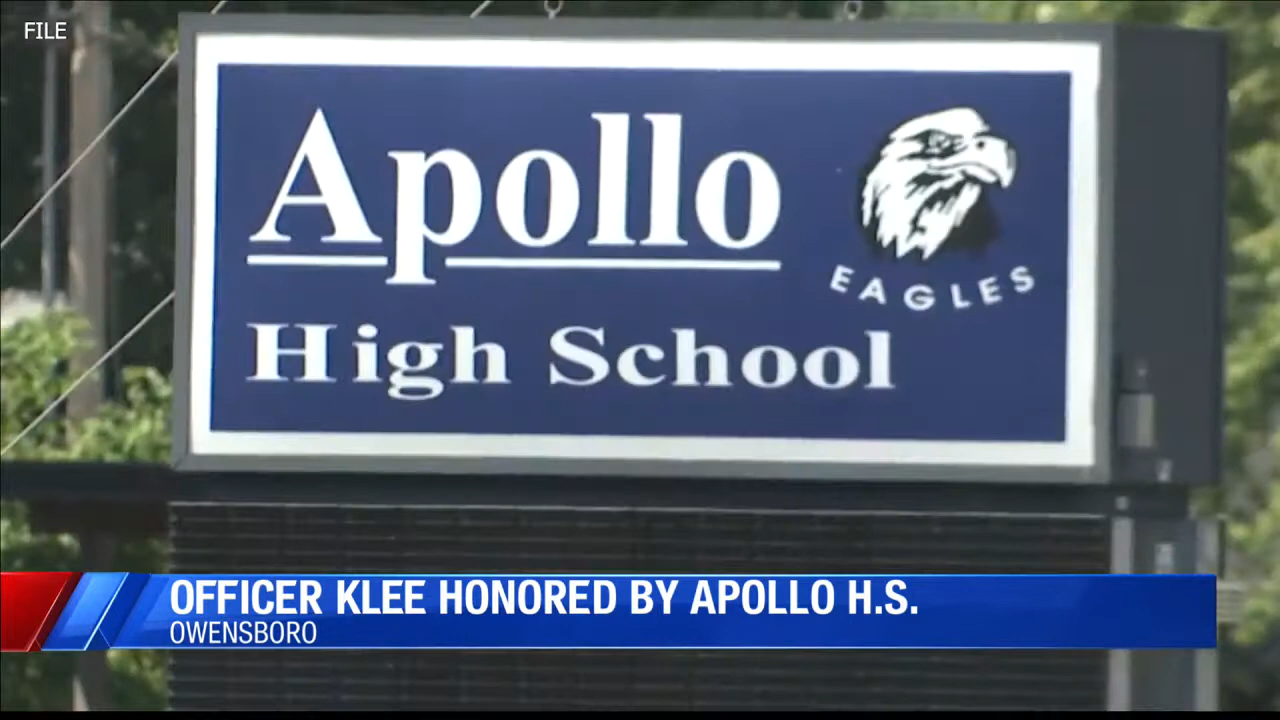 FILE
Apollo
EAGLES
High School
OFFICER KLEE HONORED BY APOLLO H.S.
OWENSBORO